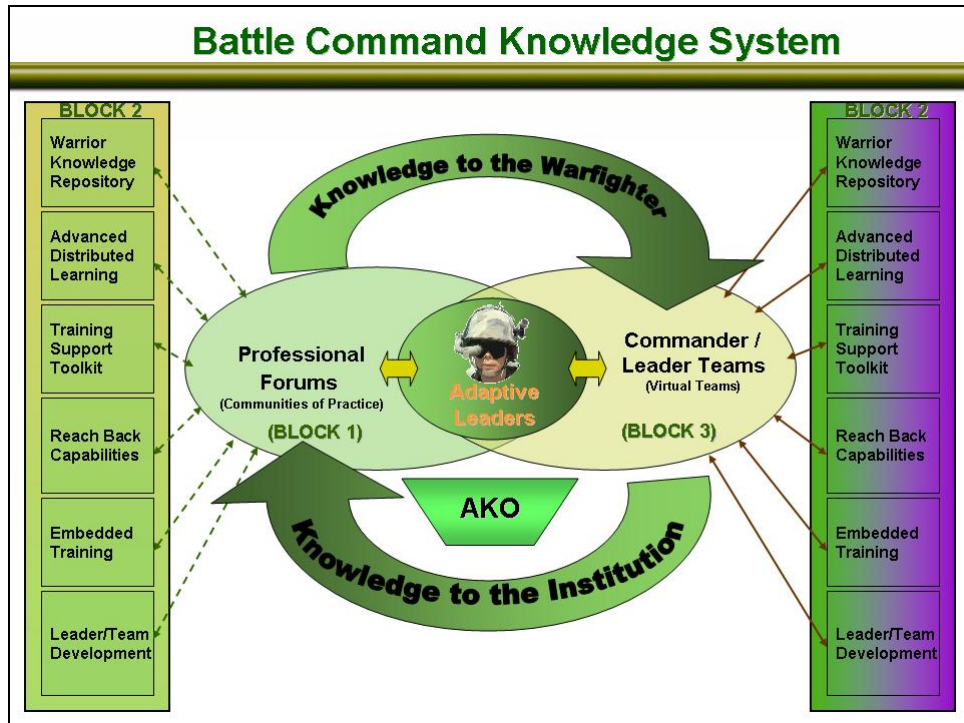 Battle Command Knowledge System
BLOCK 2
Warrior
Knowledge
Repository
Advanced
Distributed
Learning
Training
Support
Toolkit
Reach Back
Capabilities
Embedded
Training
Leader/Team
Development
Knowledge to the Warfighter
Professional
Forums
(Communities of Practice)
(BLOCK 1)
Adaptive
Leaders
Commander /
Leader Teams
(Virtual Teams)
(BLOCK 3)
AKO
Knowledge to the Institution
BLOCK 2
Warrior
Knowledge
Repository
Advanced
Distributed
Learning
Training
Support
Toolkit
Reach Back
Capabilities
Embedded
Training
Leader/Team
Development